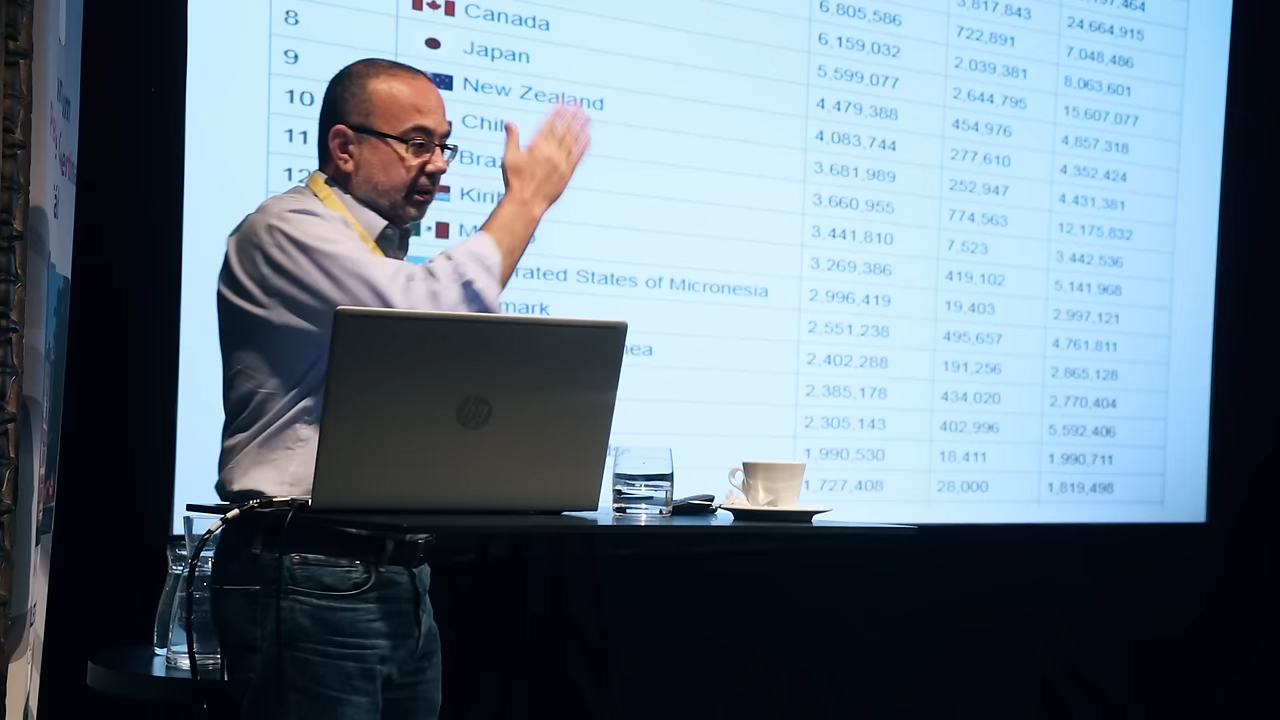 3,817,843 24,664,915
6,805,586 722,891 7,048,486
6,159,032 2,039,381 8,063,601
Canada 5,599,077 2,644,795 15,607,077
8 Japan 4,479,388 454,976 4,857,318
9 New Zealand 4,083,744 277,610 4,352,424
10 Chil 3,681,989 252,947 4,431,381
11 Braz 3,660,955 774,563 12,175,832
12 Kirib 3,441,810 7,523 3,442,536
M 3,269,386 419,102 5,141,968
rated States of Micronesia 2,996,419 19,403 2,997,121
mark 2,551,238 495,657 4,761,811
nea 2,402,288 191,256 2,865,128
2,385,178 434,020 2,770,404
2,305,143 402,996 5,592,406
1,990,530 18,411 1,990,711
1,727,408 28,000 1,819,498
hp